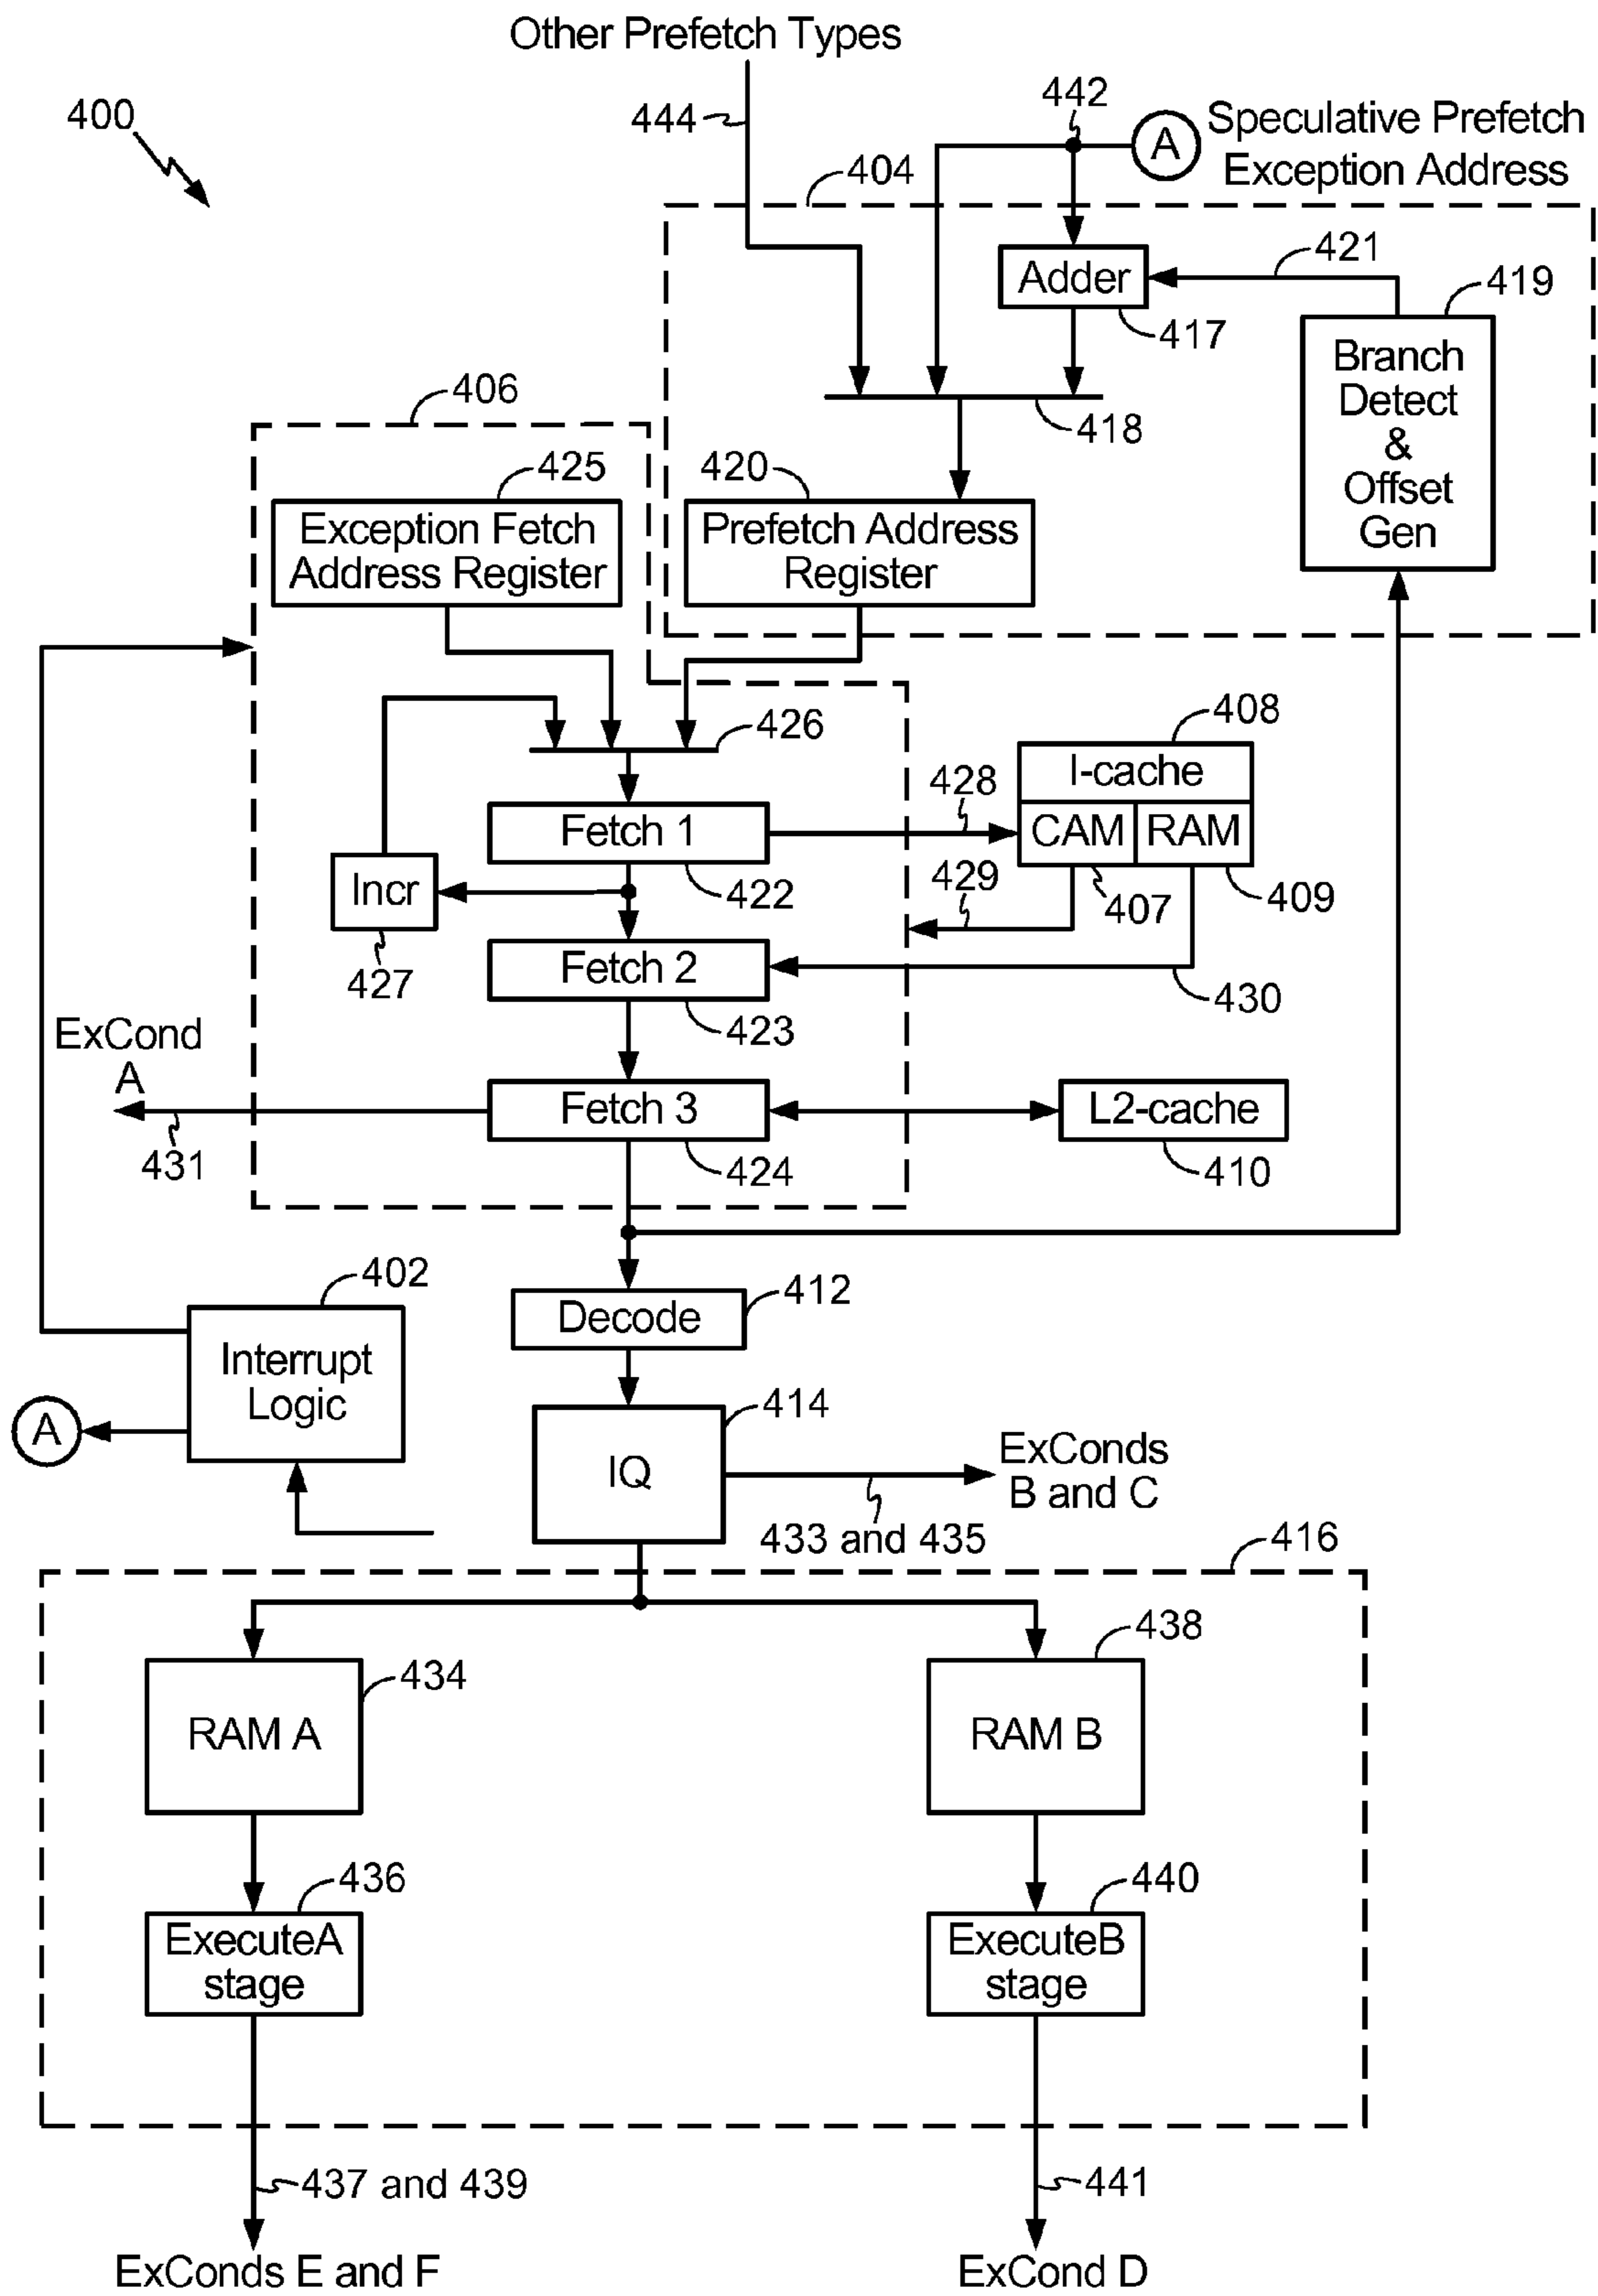 Other Prefetch Types
400
444
442
A
Speculative Prefetch
Exception Address
404
Adder
421
419
417
Branch
Detect
&
Offset
Gen
406
418
425
420
Exception Fetch
Address Register
Prefetch Address
Register
426
408
I-cache
428
Fetch 1
CAM
RAM
Incr
422
429
407
409
427
Fetch 2
430
423
ExCond
A
Fetch 3
L2-cache
431
424
410
402
412
Decode
Interrupt
Logic
414
A
IQ
ExConds
B and C
433 and 435
416
438
434
RAM A
RAM B
436
440
ExecuteA
stage
ExecuteB
stage
437 and 439
441
ExConds E and F
ExCond D